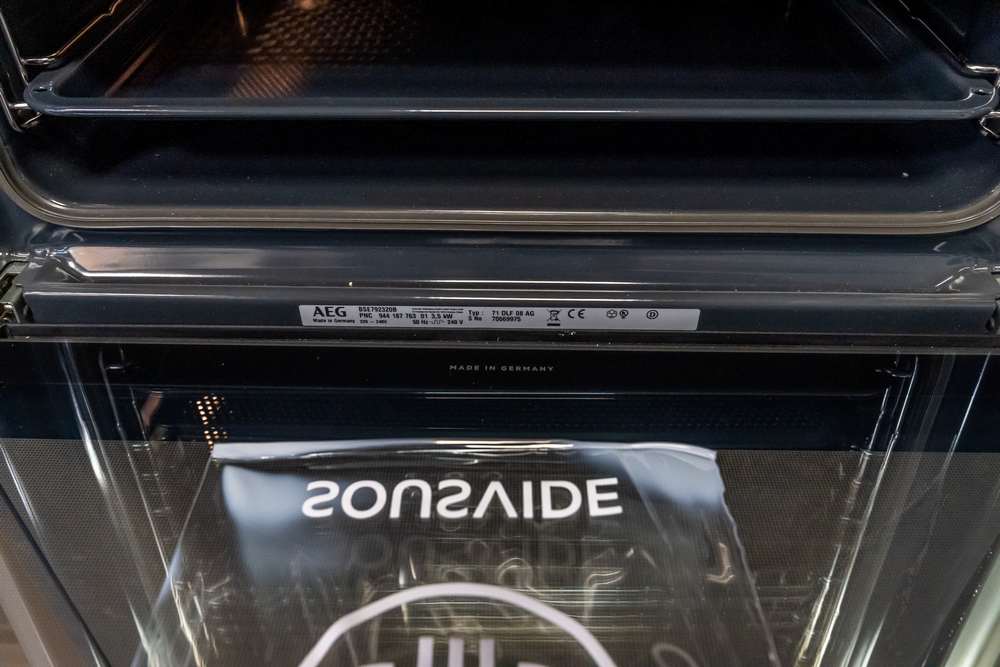 AEG
Made in Germany
BSE792320B
PNC 944 187 763 01 3,5 kW
50 Hz 240 V
Typ : 71 DLF 08 AG
S No 70069975
CE
MADE IN GERMANY
SOUSVIDE